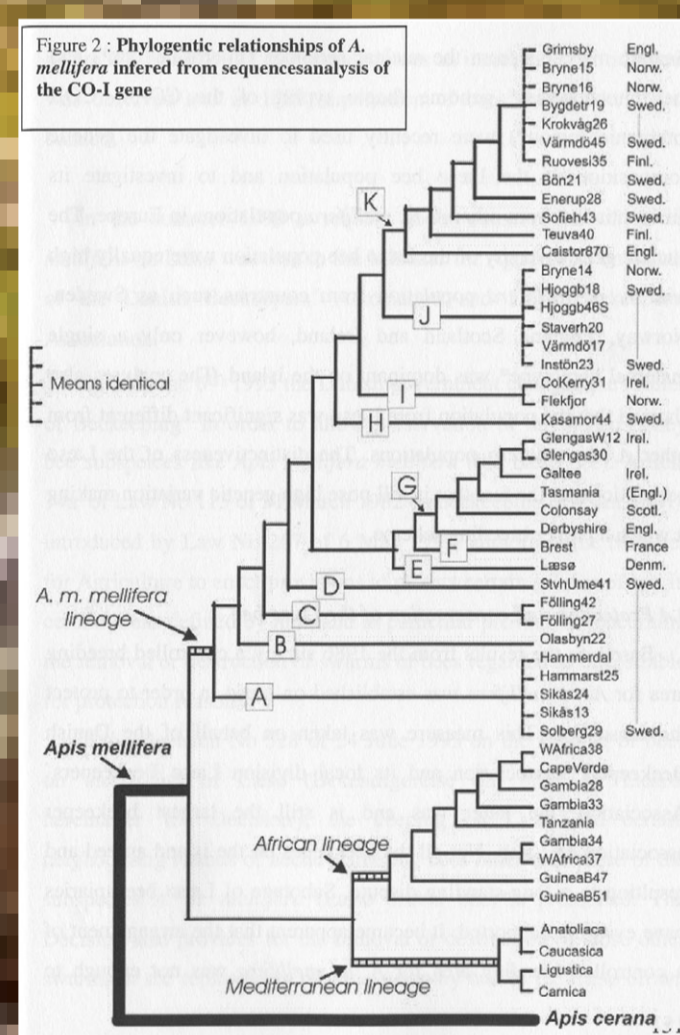 Figure 2 : Phylogentic relationships of A.
mellifera infered from sequencesanalysis of
the CO-I gene
Grimsby Engl.
Bryne15 Norw.
Bryne16 Norw.
Bygdetr19 Swed.
Krokvåg26
Värmdö45 Swed.
Ruovesi35 Finl.
Bön21 Swed.
Enerup28 Swed.
Sofieh43 Swed.
Teuva40 Finl.
Caistor870 Engl.
Bryne14 Norw.
Hjoggb18 Swed.
Hjoggb46S
Staverh20
Värmdo17
Instön23 Swed.
CoKerry31 Irel.
Flekfjor Norw.
Kasamor44 Swed.
GlengasW12 Irel.
Glengas30
Galtee Irel.
Tasmania (Engl.)
Colonsay Scotl.
Derbyshire Engl.
Brest France
Læsø Denm.
StvhUme41 Swed.
Fölling42
Fölling27
Olasbyn22
Hammerdal
Hammarst25
Sikås24
Sikås13
Solberg29 Swed.
WAfrica38
CapeVerde
Gambia28
Gambia33
Tanzania
Gambia34
WAfrica37
GuineaB47
GuineaB51
Anatoliaca
Caucasica
Ligustica
Carnica
Apis cerana
K
J
I
H
G
F
E
D
C
B
A
Means identical
A. m. mellifera
lineage
Apis mellifera
African lineage
Mediterranean lineage